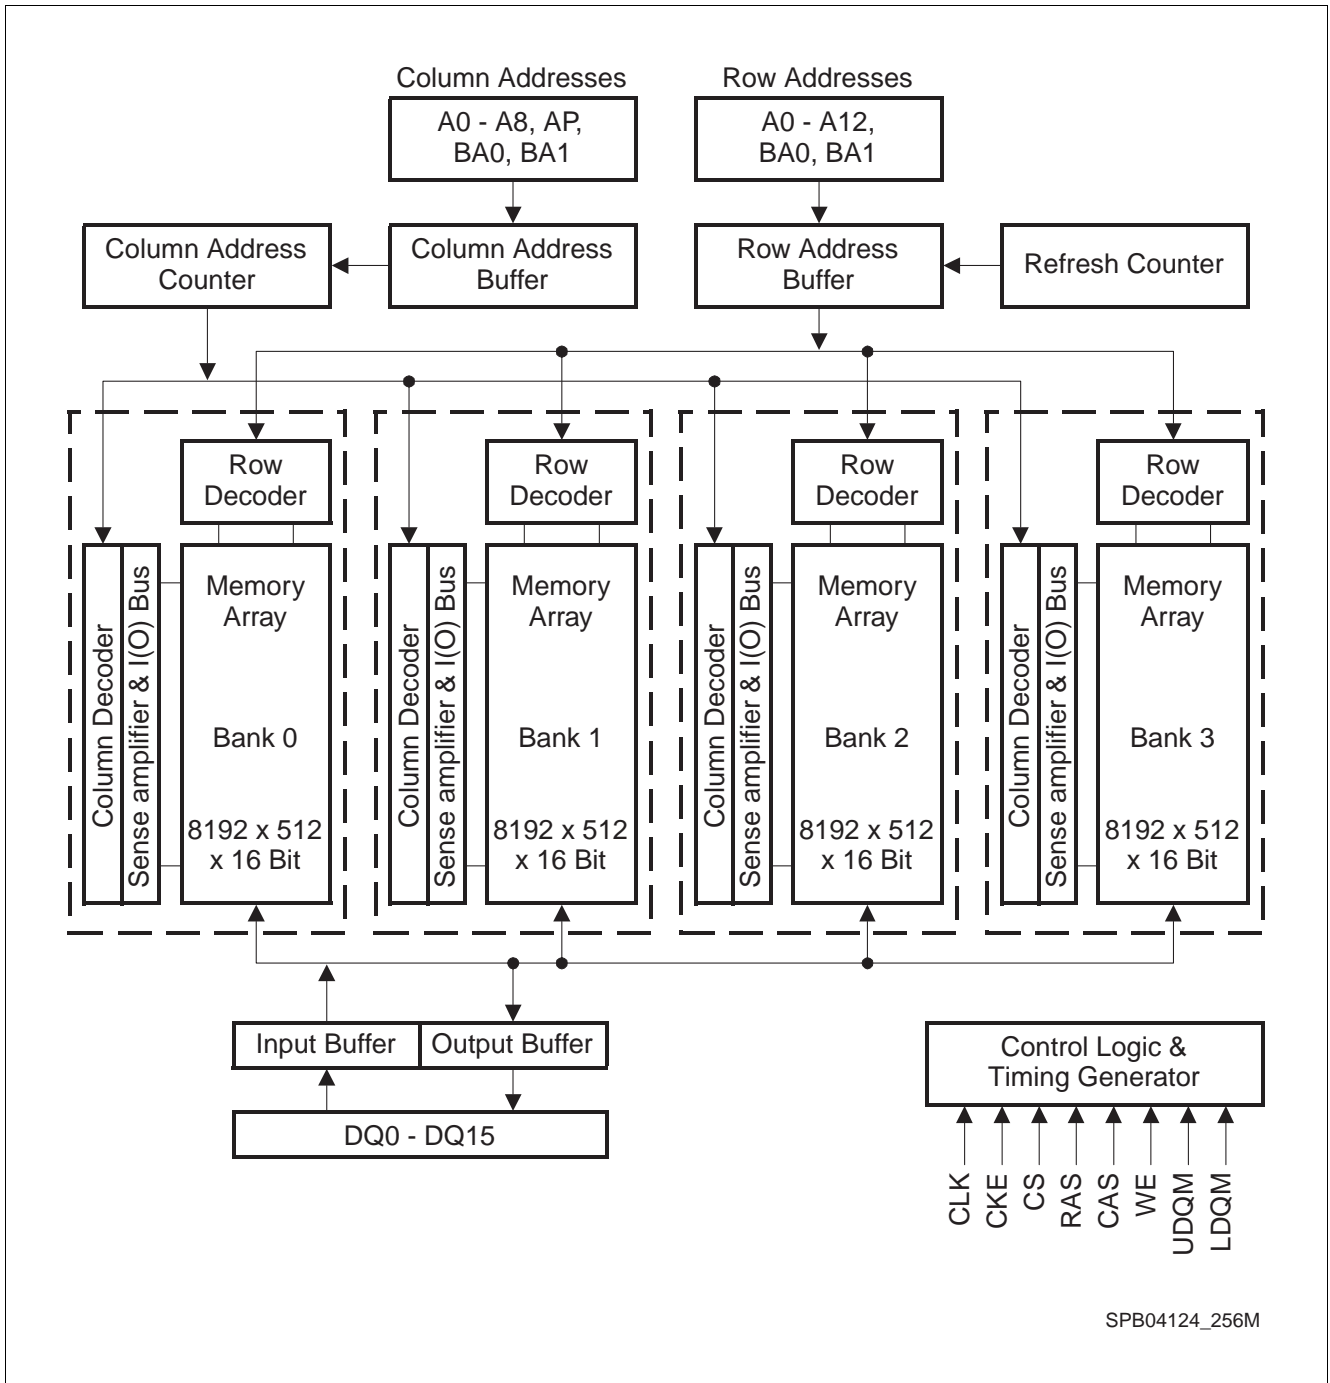 Column Addresses
Row Addresses
A0 - A8, AP,
BA0, BA1
A0 - A12,
BA0, BA1
Column Address
Counter
Column Address
Buffer
Row Address
Buffer
Refresh Counter
Row
Decoder
Row
Decoder
Row
Decoder
Row
Decoder
Column Decoder
Sense amplifier & I(O) Bus
Memory
Array
Bank 0
8192 x 512
x 16 Bit
Column Decoder
Sense amplifier & I(O) Bus
Memory
Array
Bank 1
8192 x 512
x 16 Bit
Column Decoder
Sense amplifier & I(O) Bus
Memory
Array
Bank 2
8192 x 512
x 16 Bit
Column Decoder
Sense amplifier & I(O) Bus
Memory
Array
Bank 3
8192 x 512
x 16 Bit
Input Buffer
Output Buffer
DQ0 - DQ15
Control Logic &
Timing Generator
CLK
CKE
CS
RAS
CAS
WE
UDQM
LDQM
SPB04124_256M